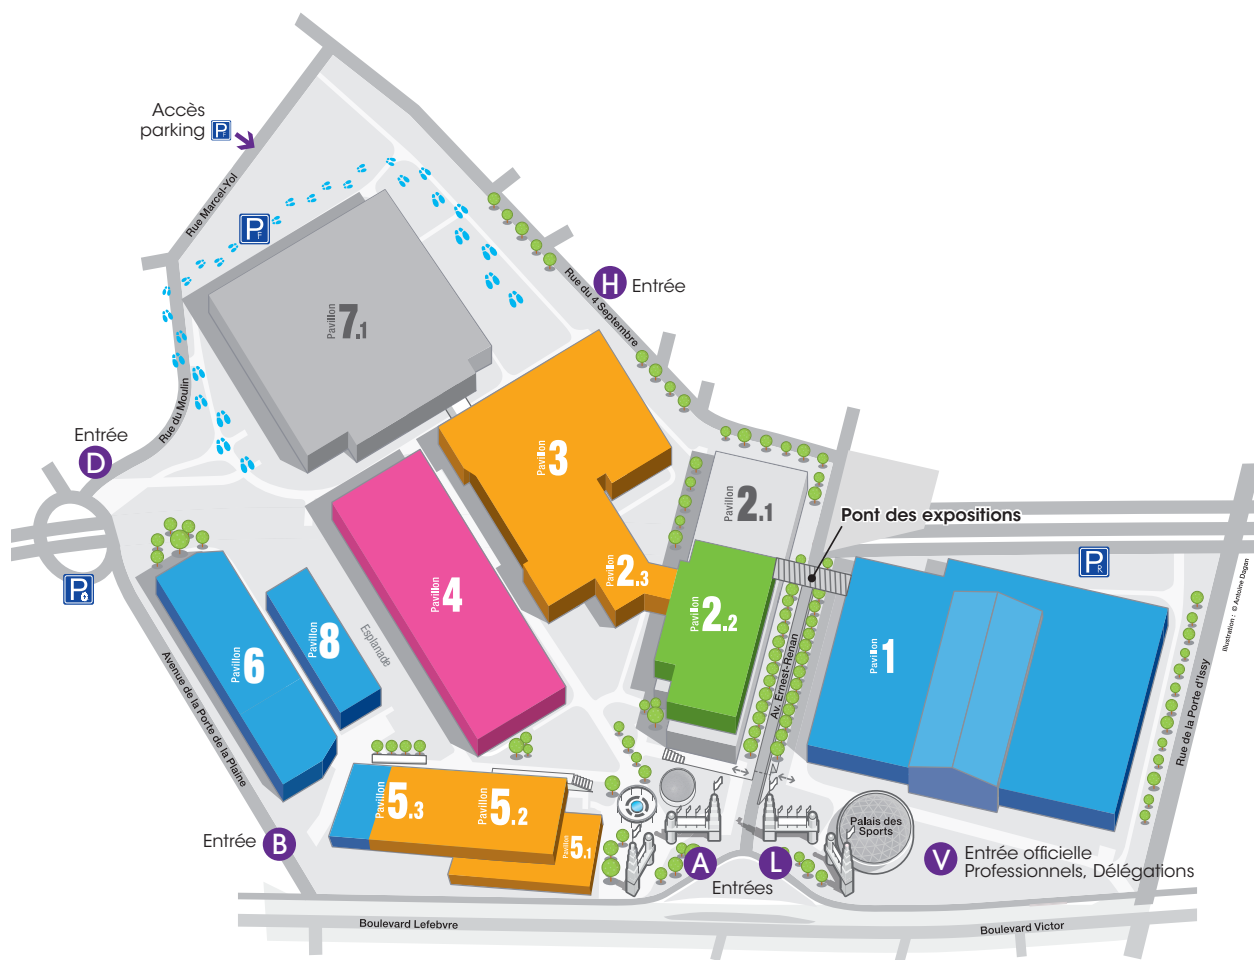 Accès
parking P F
Rue Marcel-Yol
P F
H Entrée
Rue du 4 Septembre
Pavillon 7.1
Rue du Moulin
Entrée
D
Pavillon 3
Pavillon 2.1
Pont des expositions
Pavillon 4
Pavillon 2.3
Pavillon 2.2
P R
P
Illustration : © Antoine Dagan
Pavillon 6
Pavillon 8
Esplanade
Pavillon 1
Av. Ernest-Renan
Avenue de la Porte de la Plaine
Rue de la Porte d'Issy
Pavillon 5.3
Pavillon 5.2
Pavillon 5.1
Palais des
Sports
Entrée B
A
L
Entrées
V Entrée officielle
Professionnels, Délégations
Boulevard Lefebvre
Boulevard Victor